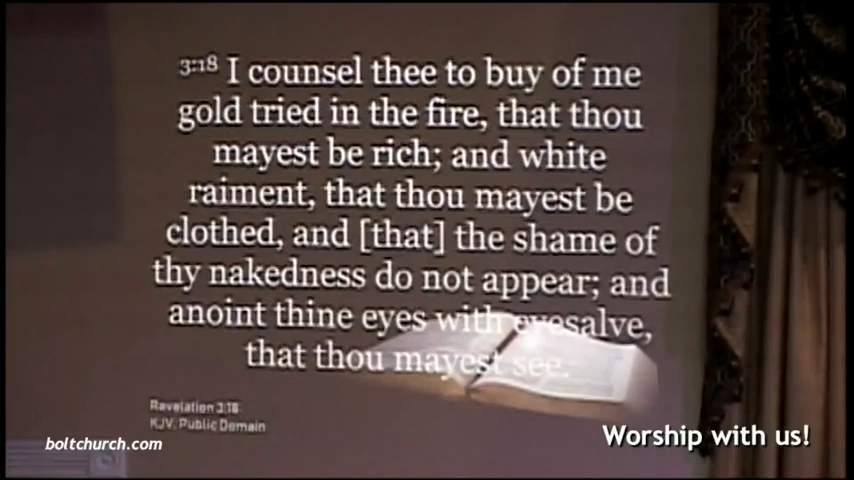 3:18 I counsel thee to buy of me
gold tried in the fire, that thou
mayest be rich; and white
raiment, that thou mayest be
clothed, and [that] the shame of
thy nakedness do not appear; and
anoint thine eyes with eyesalve,
that thou mayest see.
Revelation 3:18
KJV. Public Domain
boltchurch.com
Worship with us!